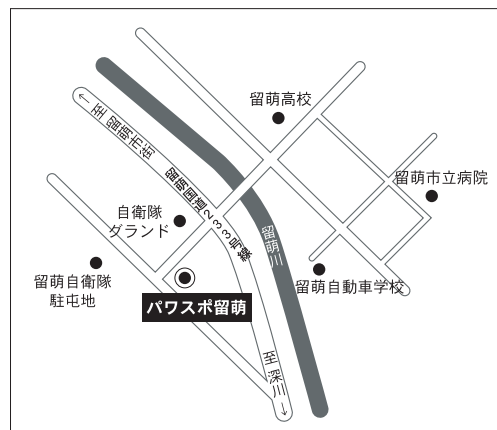 留萌高校
←至 留萌市街
留萌国道233号線
留萌市立病院
自衛隊
グランド
留萌川
留萌自衛隊
駐屯地
留萌自動車学校
パワスポ留萌
至 深川→